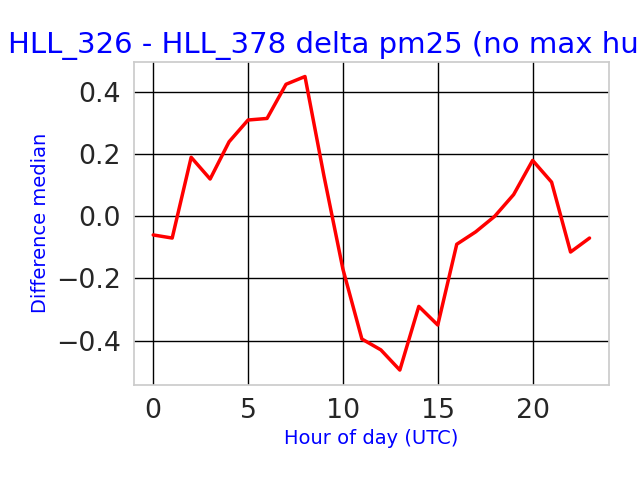 HLL_326 - HLL_378 delta pm25 (no max hu
0.4
0.2
0.0
−0.2
−0.4
Difference median
0 5 10 15 20
Hour of day (UTC)